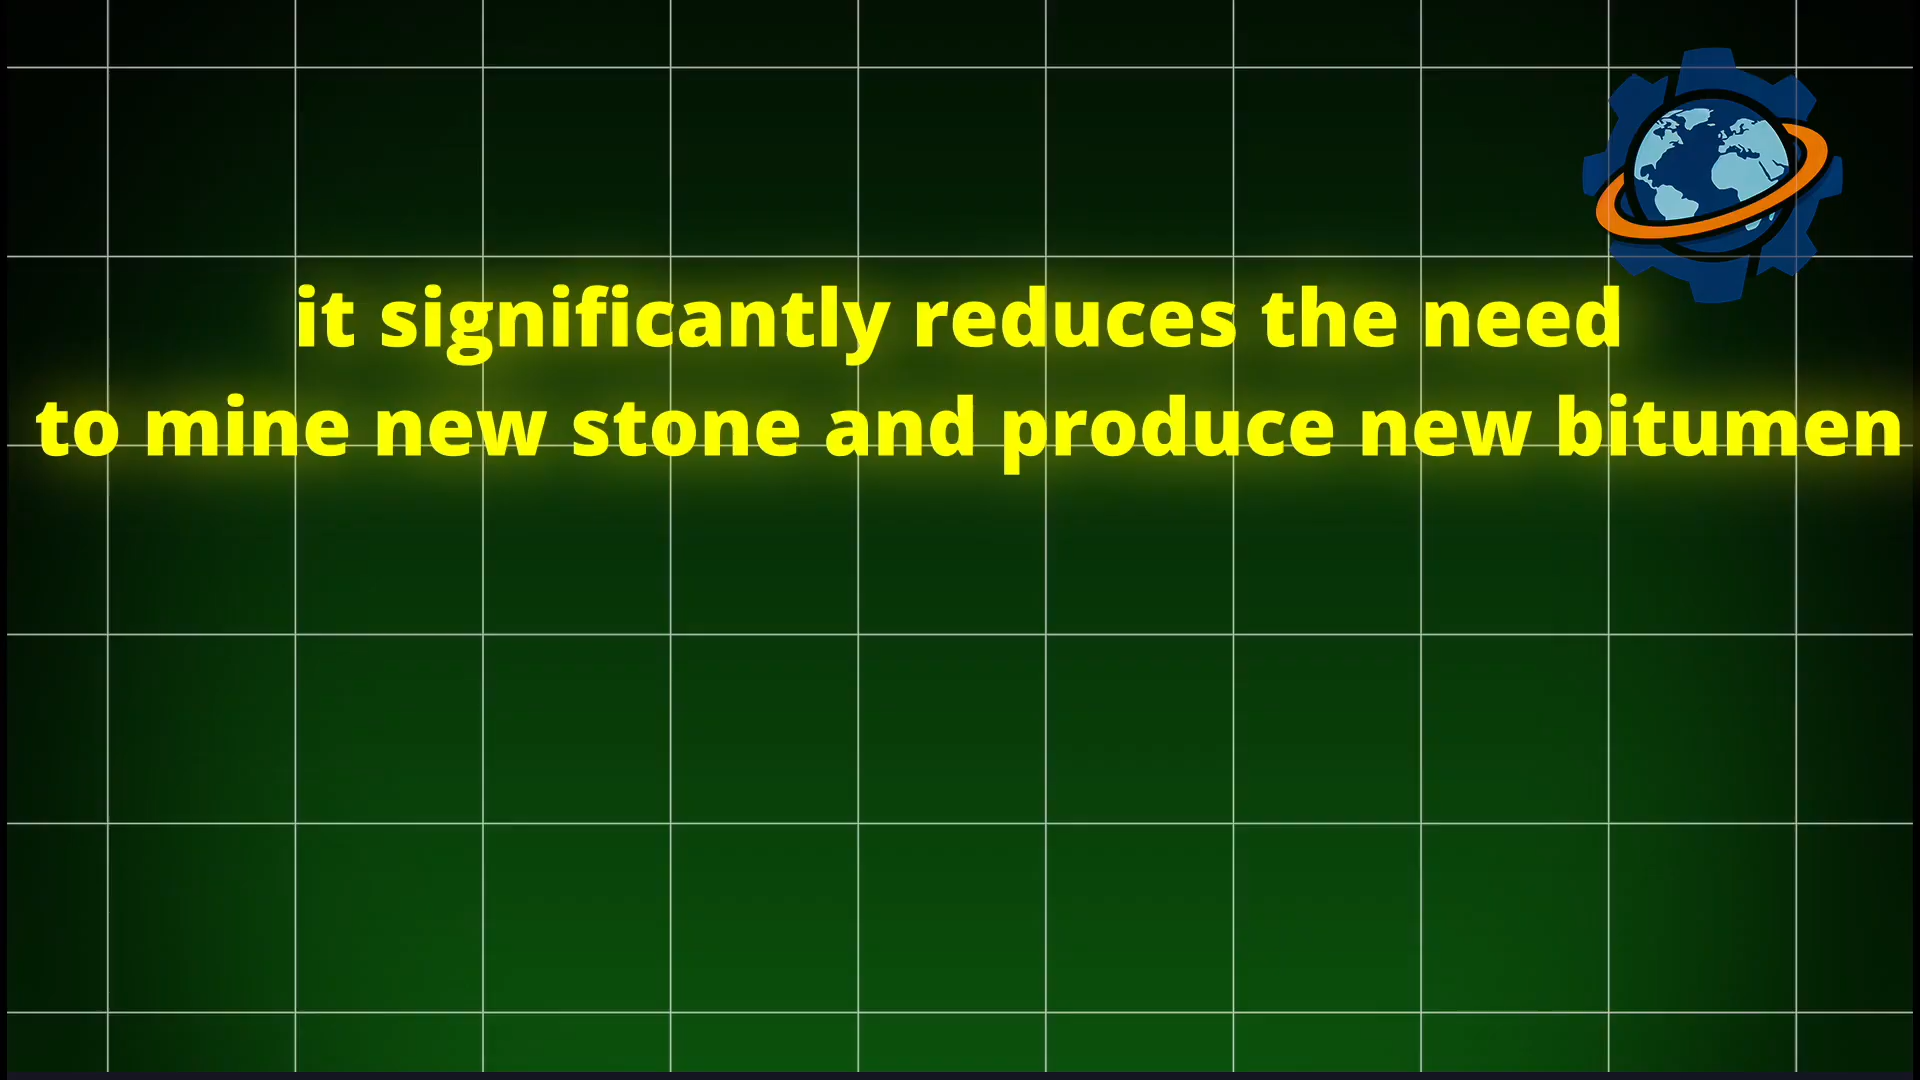 it significantly reduces the need
to mine new stone and produce new bitumen